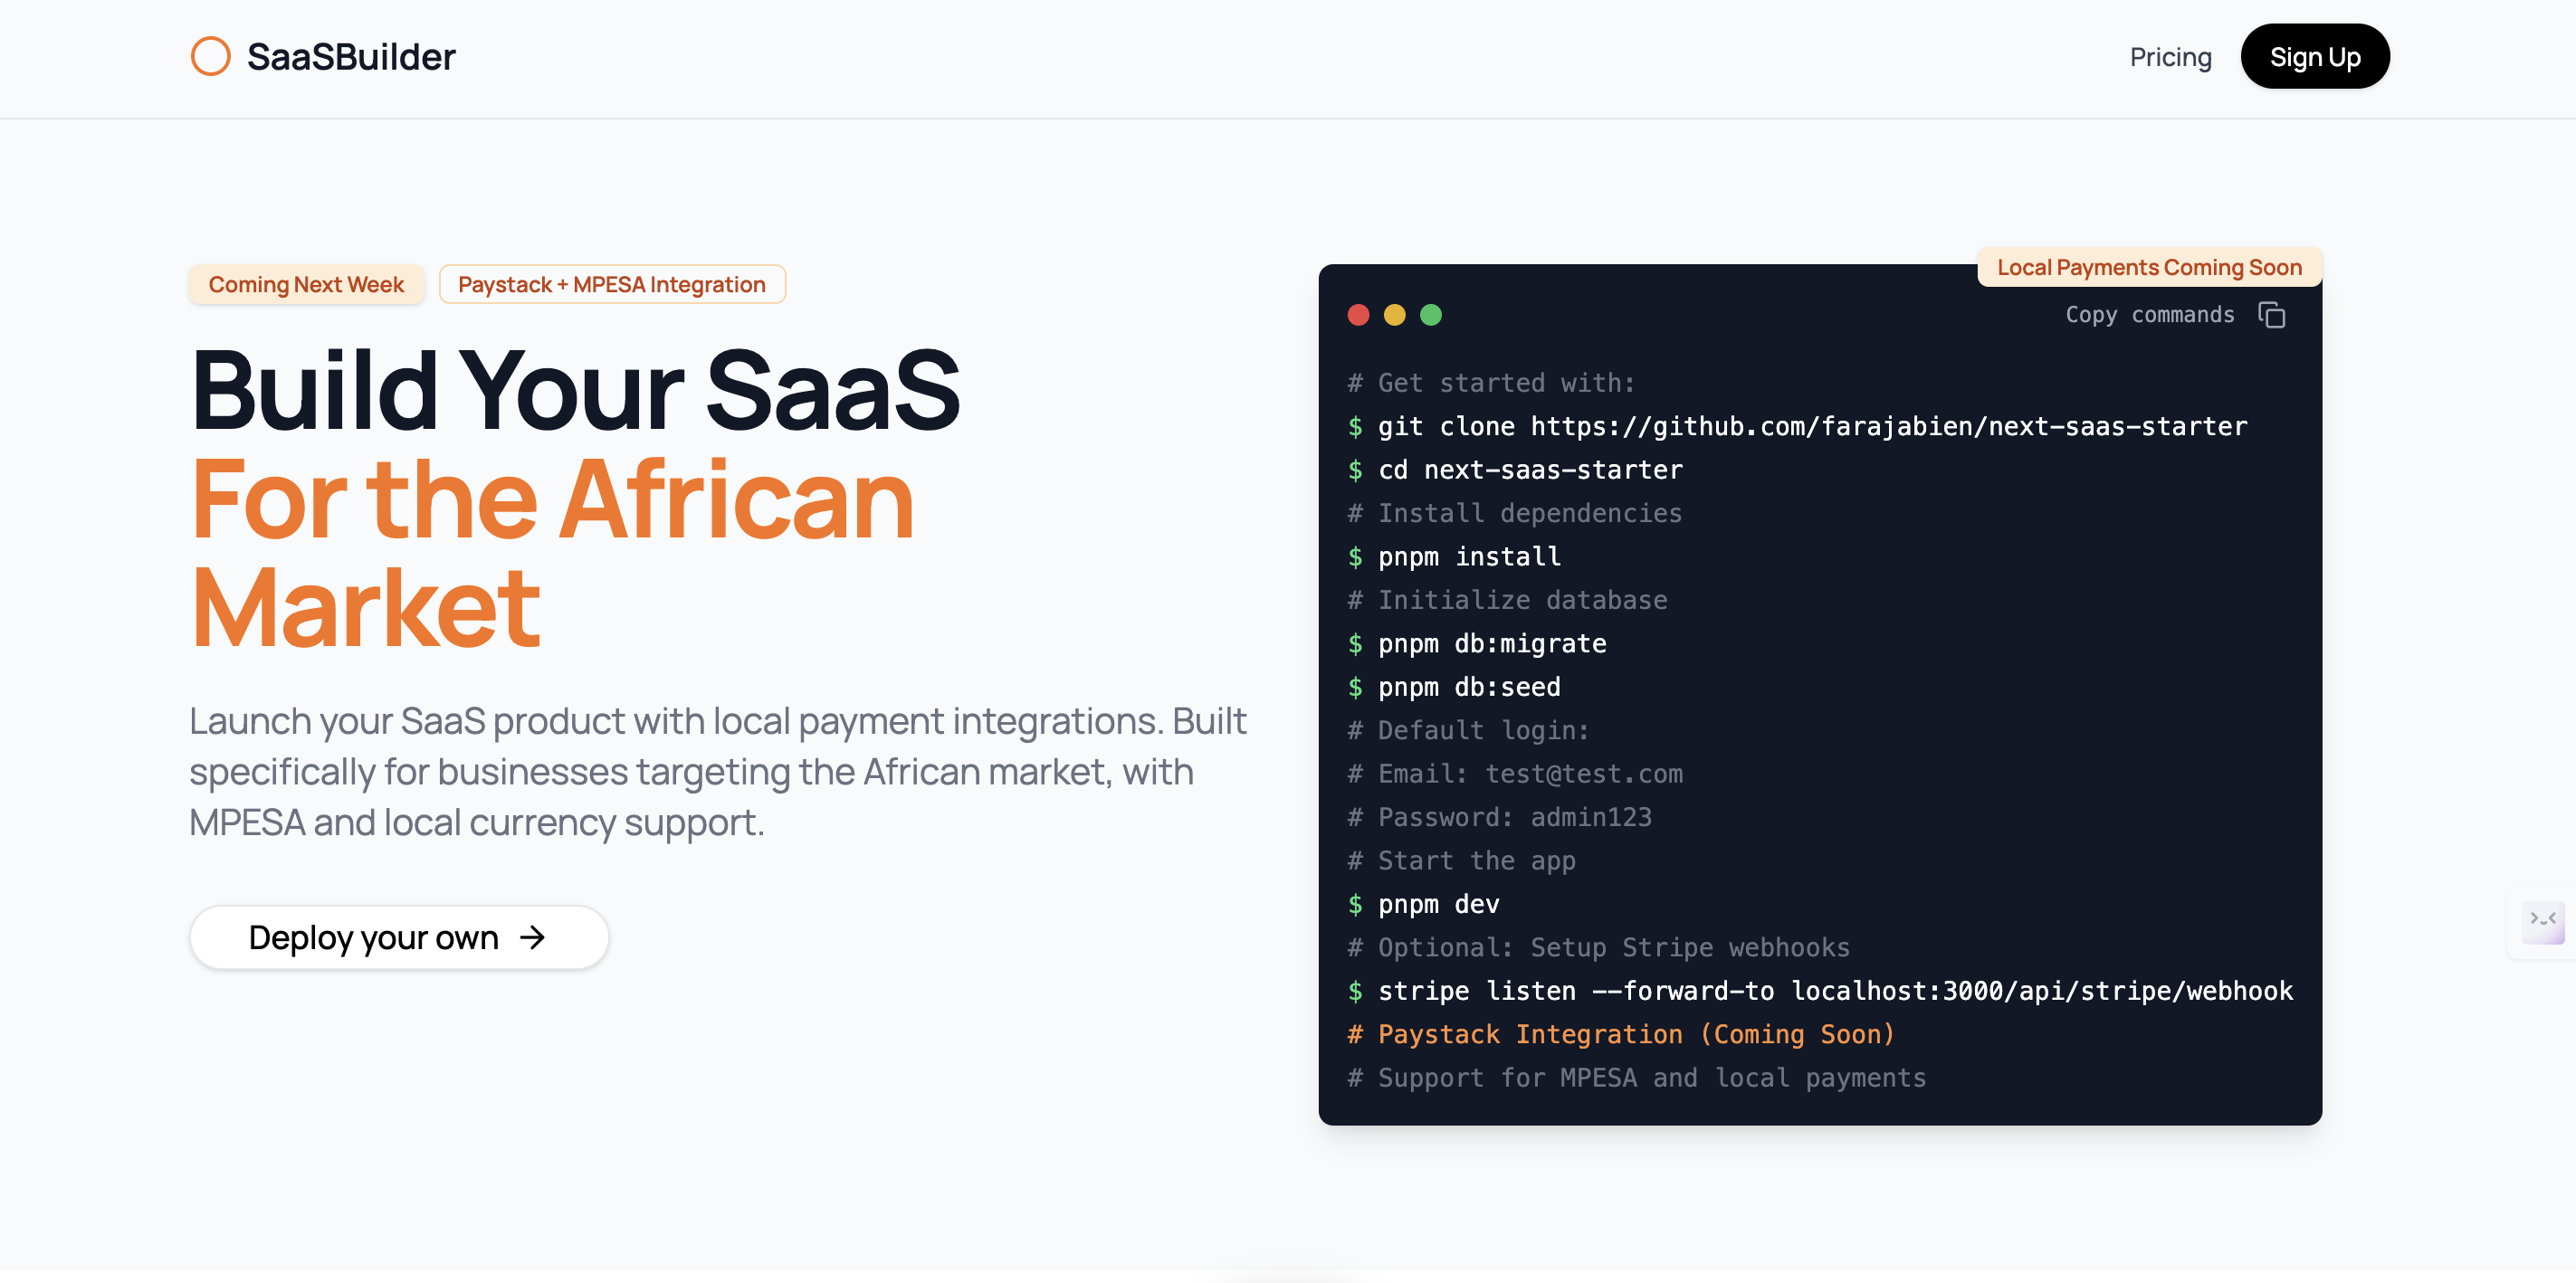 SaaSBuilder
Pricing
Sign Up
Coming Next Week
Paystack + MPESA Integration
Build Your SaaS
For the African
Market
Launch your SaaS product with local payment integrations. Built
specifically for businesses targeting the African market, with
MPESA and local currency support.
Deploy your own →
Local Payments Coming Soon
Copy commands
# Get started with:
$ git clone https://github.com/farajabien/next-saas-starter
$ cd next-saas-starter
# Install dependencies
$ pnpm install
# Initialize database
$ pnpm db:migrate
$ pnpm db:seed
# Default login:
# Email: test@test.com
# Password: admin123
# Start the app
$ pnpm dev
# Optional: Setup Stripe webhooks
$ stripe listen --forward-to localhost:3000/api/stripe/webhook
# Paystack Integration (Coming Soon)
# Support for MPESA and local payments